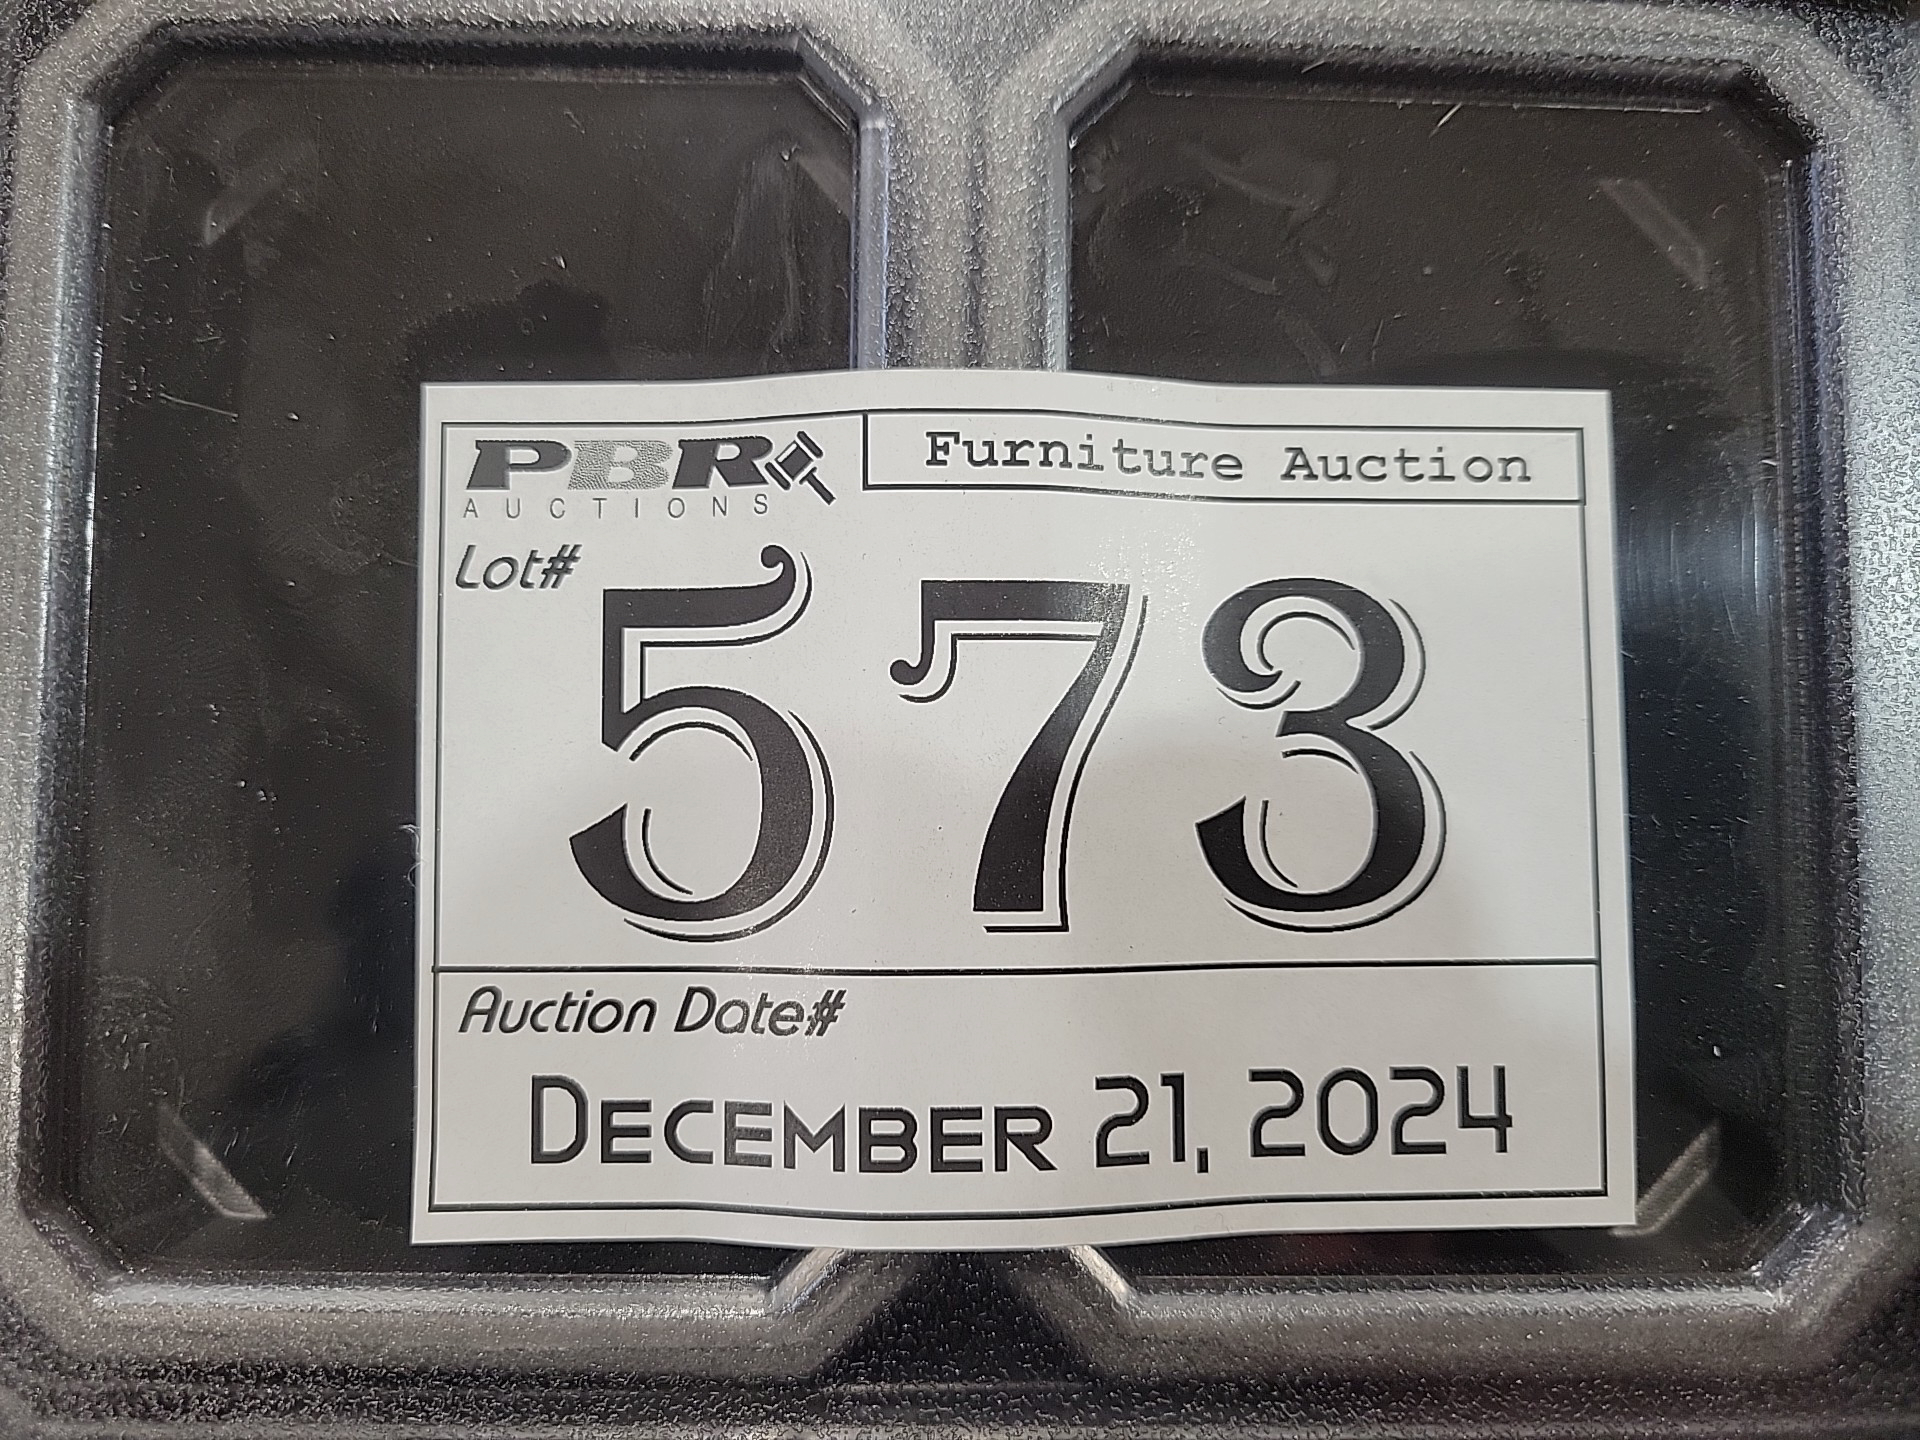 PBR
AUCTIONS
Furniture Auction
Lot#
573
Auction Date#
DECEMBER 21, 2024